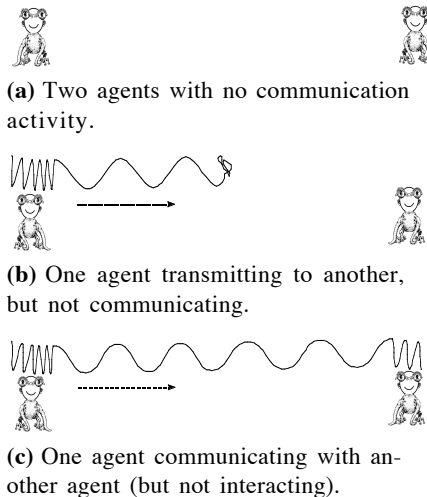 (a) Two agents with no communication
activity.
(b) One agent transmitting to another,
but not communicating.
(c) One agent communicating with an-
other agent (but not interacting).